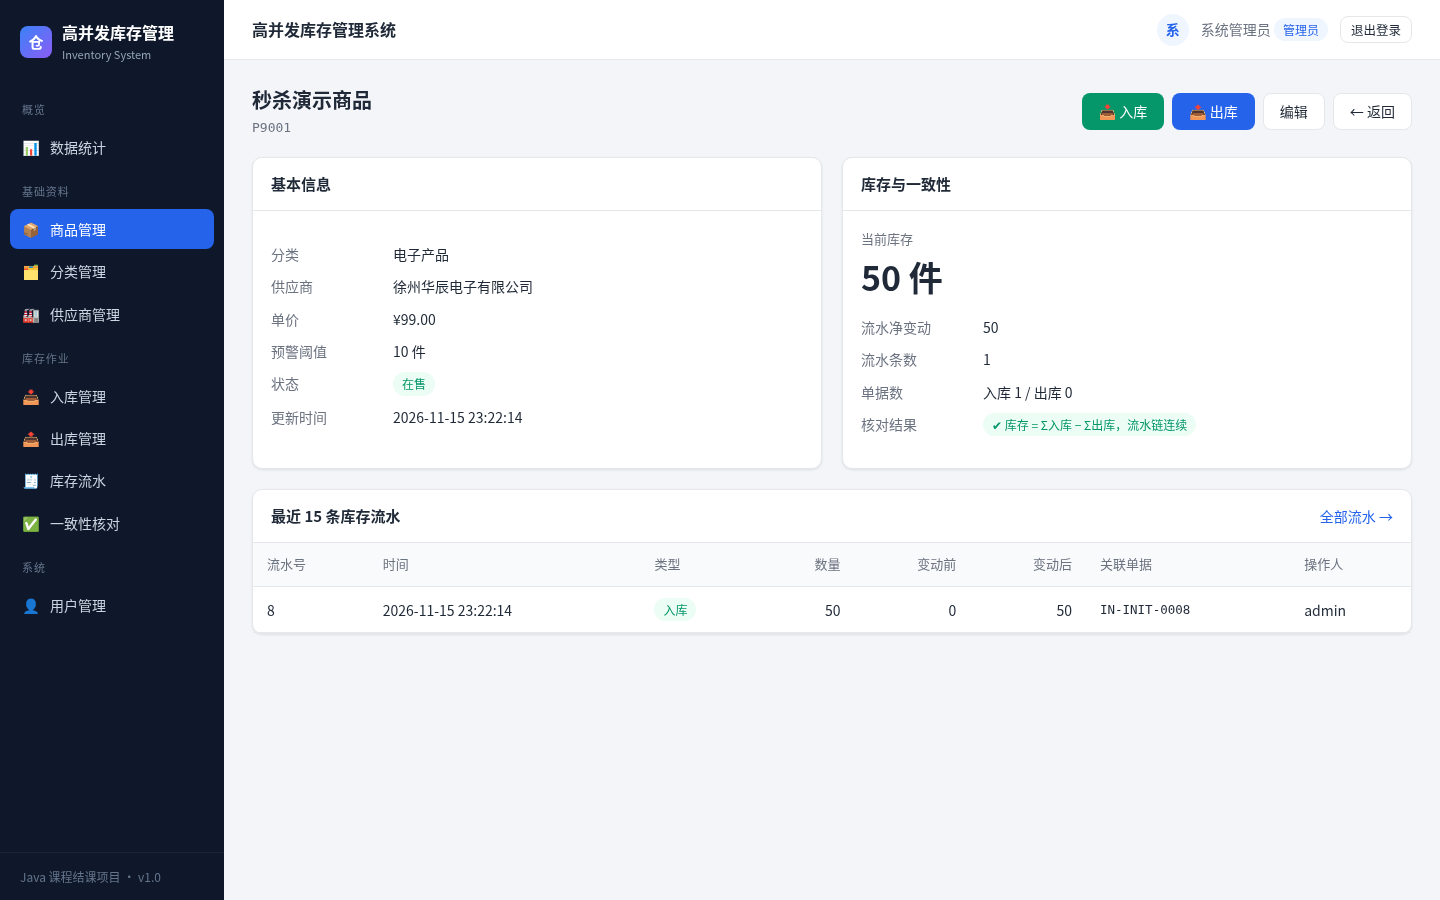 仓
高并发库存管理
Inventory System
概览
数据统计
基础资料
商品管理
分类管理
供应商管理
库存作业
入库管理
出库管理
库存流水
一致性核对
系统
用户管理
Java 课程结课项目 · v1.0
高并发库存管理系统
系 系统管理员 管理员 退出登录
秒杀演示商品
P9001
入库 出库 编辑 ← 返回
基本信息
分类 电子产品
供应商 徐州华辰电子有限公司
单价 ¥99.00
预警阈值 10 件
状态 在售
更新时间 2026-11-15 23:22:14
库存与一致性
当前库存
50 件
流水净变动 50
流水条数 1
单据数 入库 1 / 出库 0
核对结果 ✔ 库存 = Σ入库 − Σ出库，流水链连续
最近 15 条库存流水 全部流水 →
流水号 时间 类型 数量 变动前 变动后 关联单据 操作人
8 2026-11-15 23:22:14 入库 50 0 50 IN-INIT-0008 admin